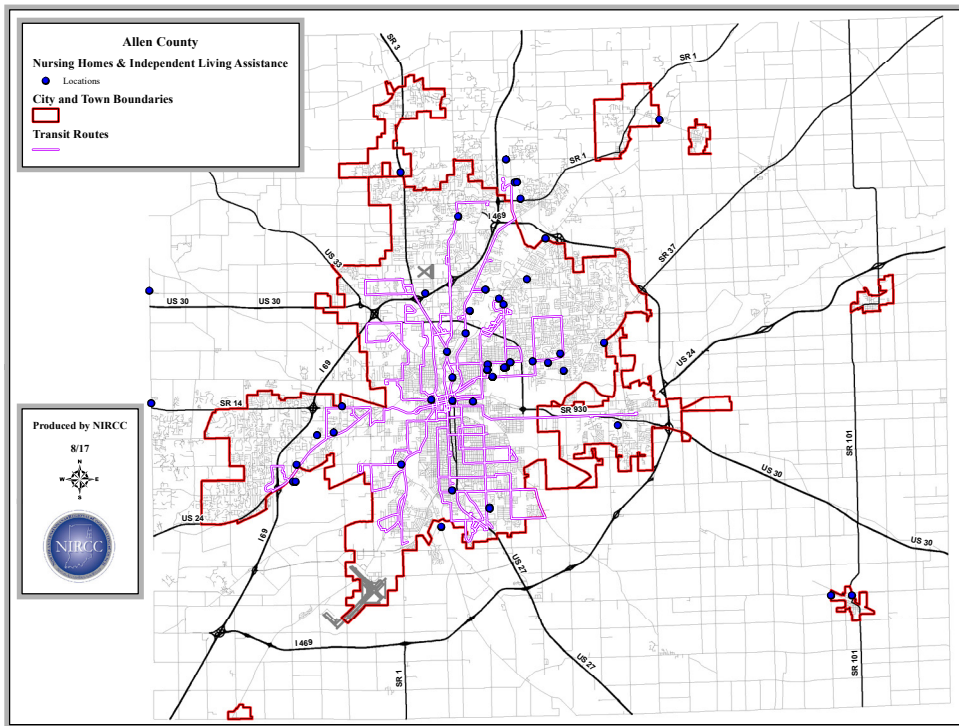 Allen County
Nursing Homes & Independent Living Assistance
Locations
City and Town Boundaries
Transit Routes
SR 3
SR 1
SR 1
I 469
US 33
SR 37
US 30
US 30
I 69
US 24
SR 14
SR 930
SR 101
Produced by NIRCC
8/17
N
W E
S
NIRCC
US 30
US 24
I 69
US 30
US 27
I 469
SR 1
US 27
SR 101